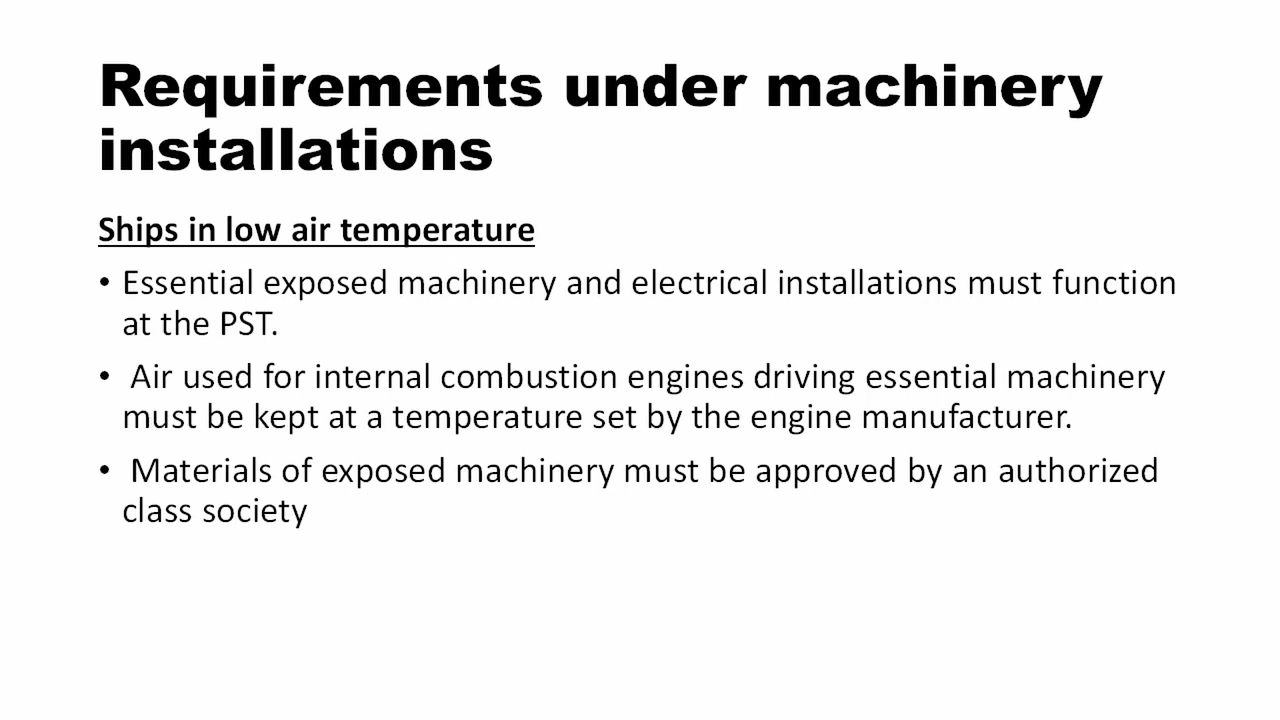 Requirements under machinery
installations
Ships in low air temperature
• Essential exposed machinery and electrical installations must function
at the PST.
• Air used for internal combustion engines driving essential machinery
must be kept at a temperature set by the engine manufacturer.
• Materials of exposed machinery must be approved by an authorized
class society